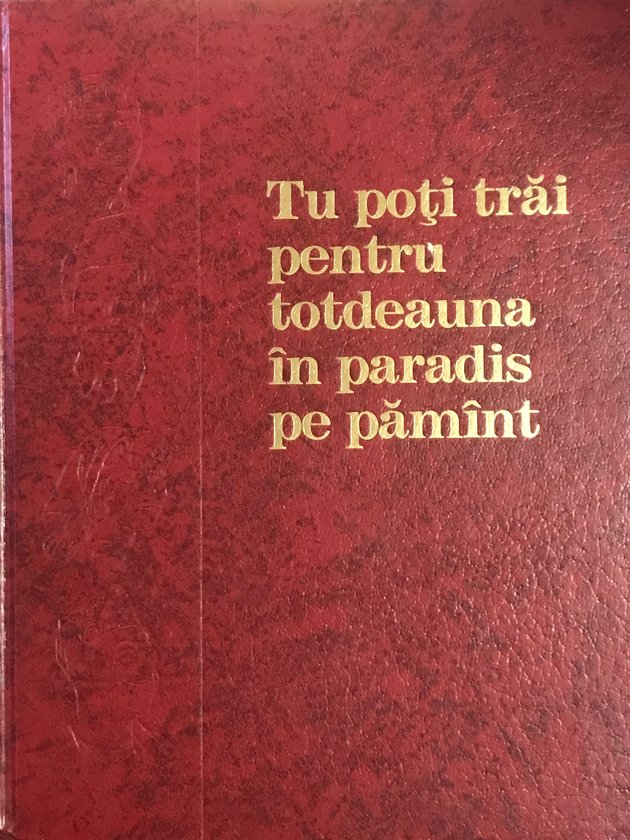 Tu poţi trăi
pentru
totdeauna
în paradis
pe pămînt